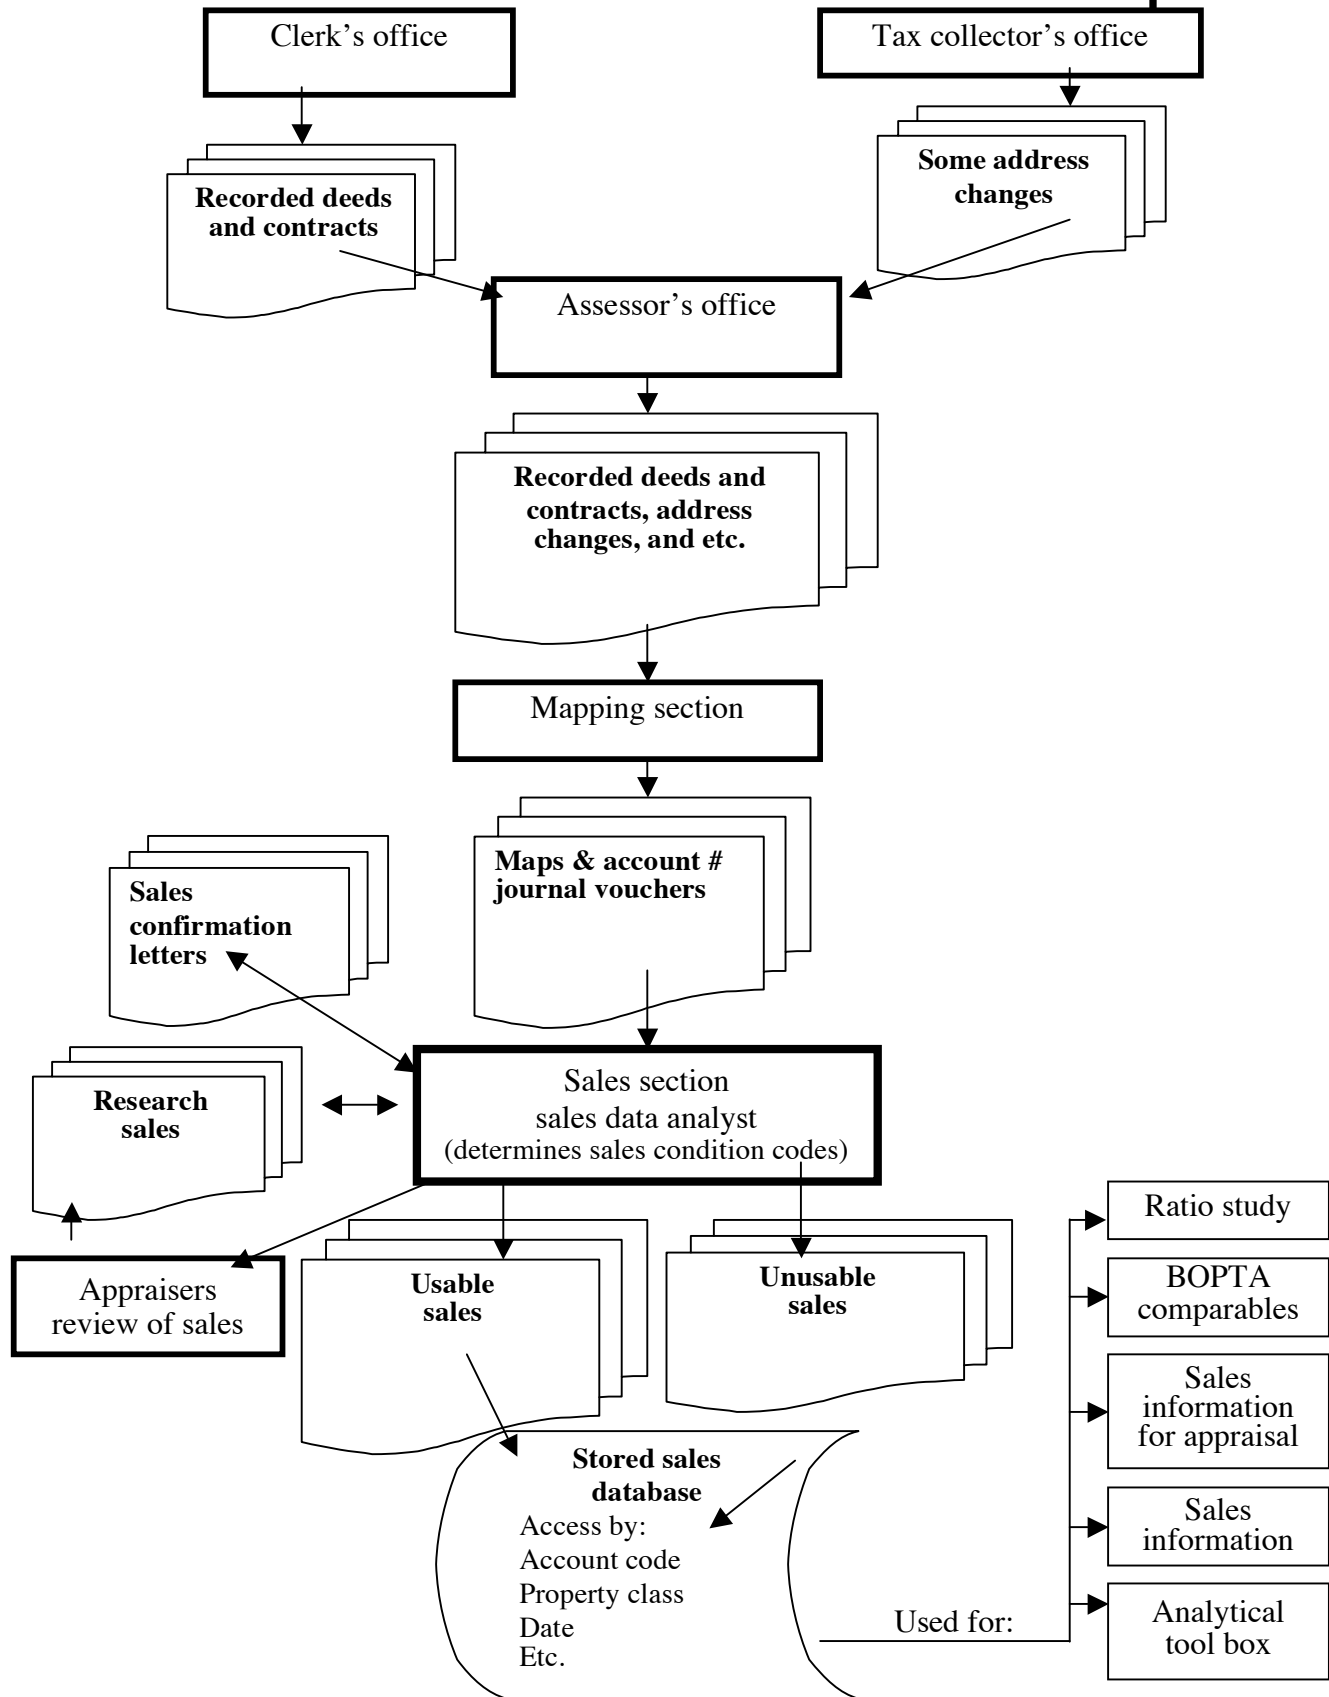 Clerk’s office
Tax collector’s office
Recorded deeds
and contracts
Some address
changes
Assessor’s office
Recorded deeds and
contracts, address
changes, and etc.
Mapping section
Maps & account #
journal vouchers
Sales
confirmation
letters
Research
sales
Sales section
sales data analyst
(determines sales condition codes)
Appraisers
review of sales
Usable
sales
Unusable
sales
Stored sales
database
Access by:
Account code
Property class
Date
Etc.
Used for:
Ratio study
BOPTA
comparables
Sales
information
for appraisal
Sales
information
Analytical
tool box